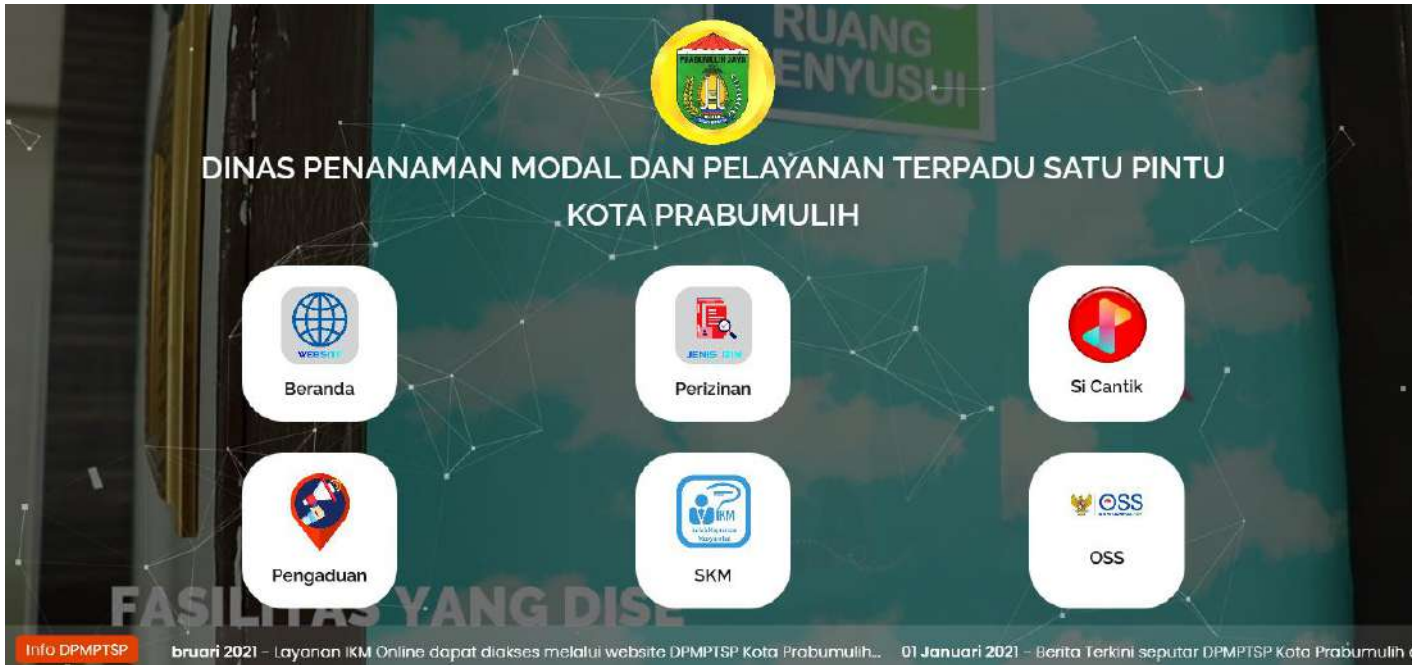 RUANG
ENYUSUI
PRABUMULIH JAYA
DINAS PENANAMAN MODAL DAN PELAYANAN TERPADU SATU PINTU
KOTA PRABUMULIH
WEBSITE
Beranda
JENIS IZIN
Perizinan
Si Cantik
Pengaduan
IKM
SKM
OSS
OSS
FASILITAS YANG DISE
Info DPMPTSP
bruari 2021 - Layanan IKM Online dapat diakses melalui website DPMPTSP Kota Prabumulih... 01 Januari 2021 - Berita Terkini seputar DPMPTSP Kota Prabumulih